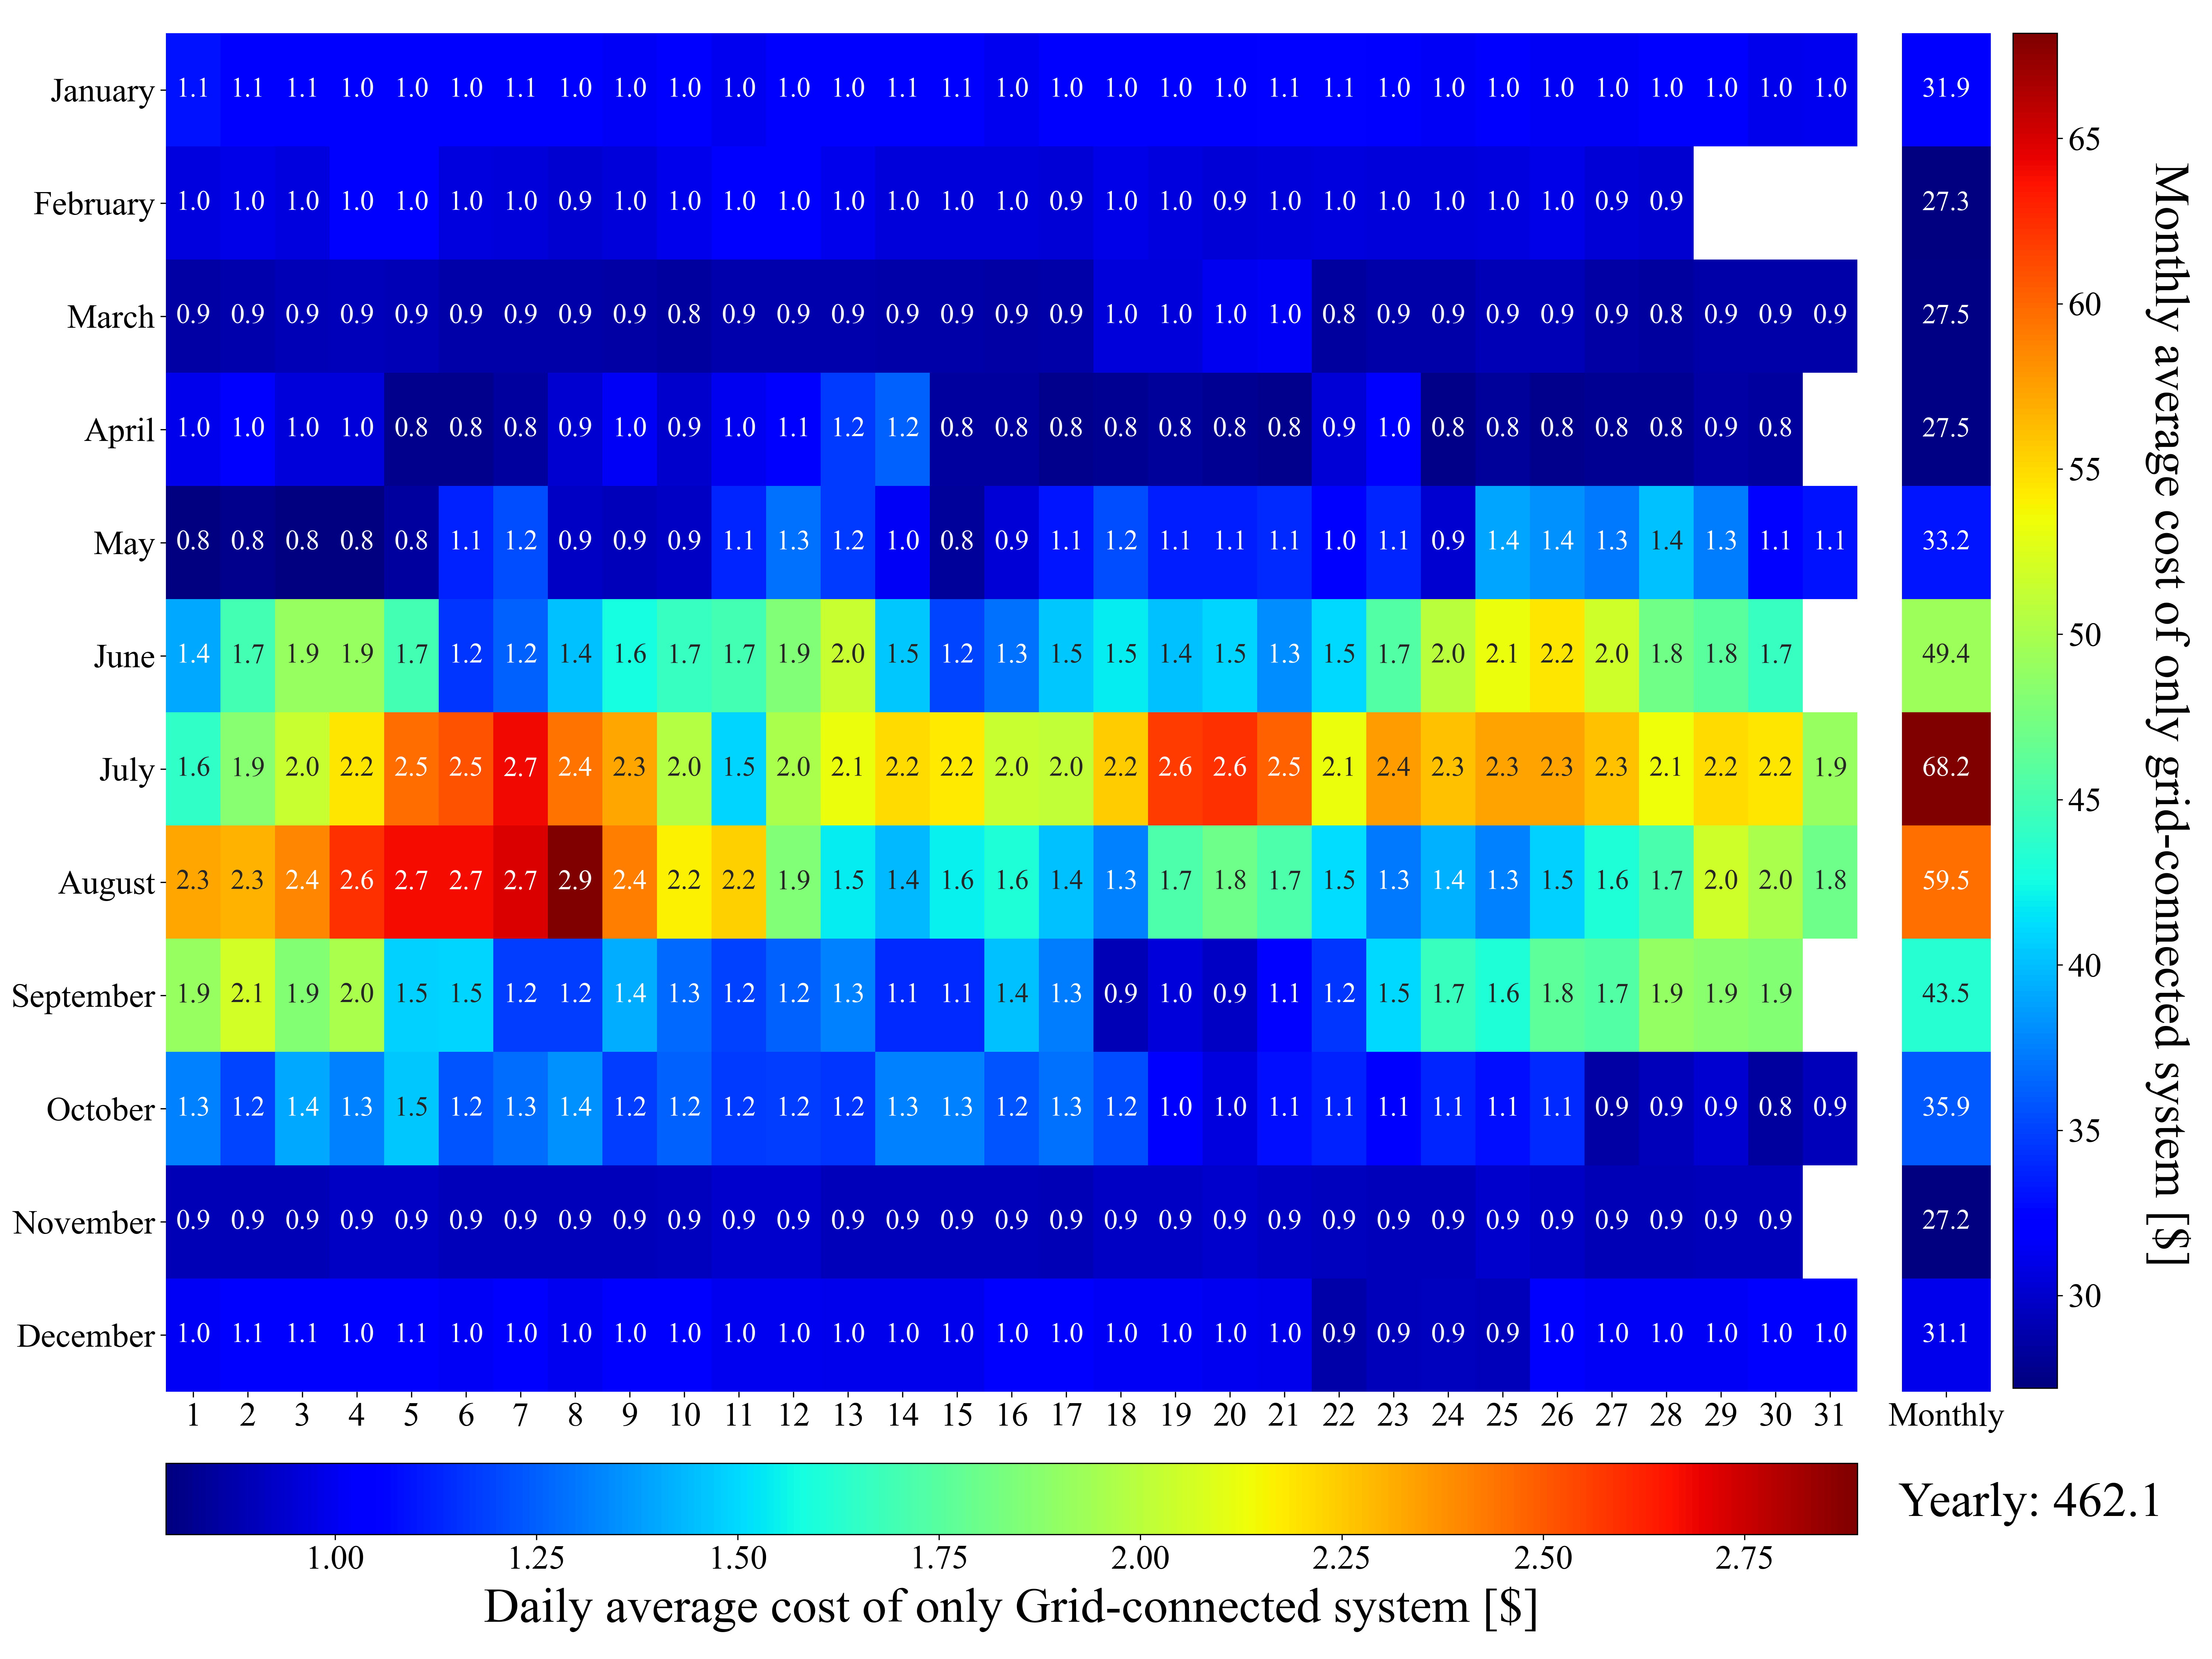 January 1.1 1.1 1.1 1.0 1.0 1.0 1.1 1.0 1.0 1.0 1.0 1.0 1.0 1.1 1.1 1.0 1.0 1.0 1.0 1.0 1.1 1.1 1.0 1.0 1.0 1.0 1.0 1.0 1.0 1.0 1.0 31.9
February 1.0 1.0 1.0 1.0 1.0 1.0 1.0 0.9 1.0 1.0 1.0 1.0 1.0 1.0 1.0 1.0 0.9 1.0 1.0 0.9 1.0 1.0 1.0 1.0 1.0 1.0 0.9 0.9 27.3
March 0.9 0.9 0.9 0.9 0.9 0.9 0.9 0.9 0.9 0.8 0.9 0.9 0.9 0.9 0.9 0.9 0.9 1.0 1.0 1.0 1.0 0.8 0.9 0.9 0.9 0.9 0.9 0.8 0.9 0.9 0.9 27.5
April 1.0 1.0 1.0 1.0 0.8 0.8 0.8 0.9 1.0 0.9 1.0 1.1 1.2 1.2 0.8 0.8 0.8 0.8 0.8 0.8 0.8 0.9 1.0 0.8 0.8 0.8 0.8 0.8 0.9 0.8 27.5
May 0.8 0.8 0.8 0.8 0.8 1.1 1.2 0.9 0.9 0.9 1.1 1.3 1.2 1.0 0.8 0.9 1.1 1.2 1.1 1.1 1.1 1.0 1.1 0.9 1.4 1.4 1.3 1.4 1.3 1.1 1.1 33.2
June 1.4 1.7 1.9 1.9 1.7 1.2 1.2 1.4 1.6 1.7 1.7 1.9 2.0 1.5 1.2 1.3 1.5 1.5 1.4 1.5 1.3 1.5 1.7 2.0 2.1 2.2 2.0 1.8 1.8 1.7 49.4
July 1.6 1.9 2.0 2.2 2.5 2.5 2.7 2.4 2.3 2.0 1.5 2.0 2.1 2.2 2.2 2.0 2.0 2.2 2.6 2.6 2.5 2.1 2.4 2.3 2.3 2.3 2.3 2.1 2.2 2.2 1.9 68.2
August 2.3 2.3 2.4 2.6 2.7 2.7 2.7 2.9 2.4 2.2 2.2 1.9 1.5 1.4 1.6 1.6 1.4 1.3 1.7 1.8 1.7 1.5 1.3 1.4 1.3 1.5 1.6 1.7 2.0 2.0 1.8 59.5
September 1.9 2.1 1.9 2.0 1.5 1.5 1.2 1.2 1.4 1.3 1.2 1.2 1.3 1.1 1.1 1.4 1.3 0.9 1.0 0.9 1.1 1.2 1.5 1.7 1.6 1.8 1.7 1.9 1.9 1.9 43.5
October 1.3 1.2 1.4 1.3 1.5 1.2 1.3 1.4 1.2 1.2 1.2 1.2 1.2 1.3 1.3 1.2 1.3 1.2 1.0 1.0 1.1 1.1 1.1 1.1 1.1 1.1 0.9 0.9 0.9 0.8 0.9 35.9
November 0.9 0.9 0.9 0.9 0.9 0.9 0.9 0.9 0.9 0.9 0.9 0.9 0.9 0.9 0.9 0.9 0.9 0.9 0.9 0.9 0.9 0.9 0.9 0.9 0.9 0.9 0.9 0.9 0.9 0.9 27.2
December 1.0 1.1 1.1 1.0 1.1 1.0 1.0 1.0 1.0 1.0 1.0 1.0 1.0 1.0 1.0 1.0 1.0 1.0 1.0 1.0 1.0 0.9 0.9 0.9 0.9 1.0 1.0 1.0 1.0 1.0 1.0 31.1
1 2 3 4 5 6 7 8 9 10 11 12 13 14 15 16 17 18 19 20 21 22 23 24 25 26 27 28 29 30 31 Monthly
65
60
55
50
45
40
35
30
Monthly average cost of only grid-connected system [$]
1.00 1.25 1.50 1.75 2.00 2.25 2.50 2.75
Daily average cost of only Grid-connected system [$]
Yearly: 462.1